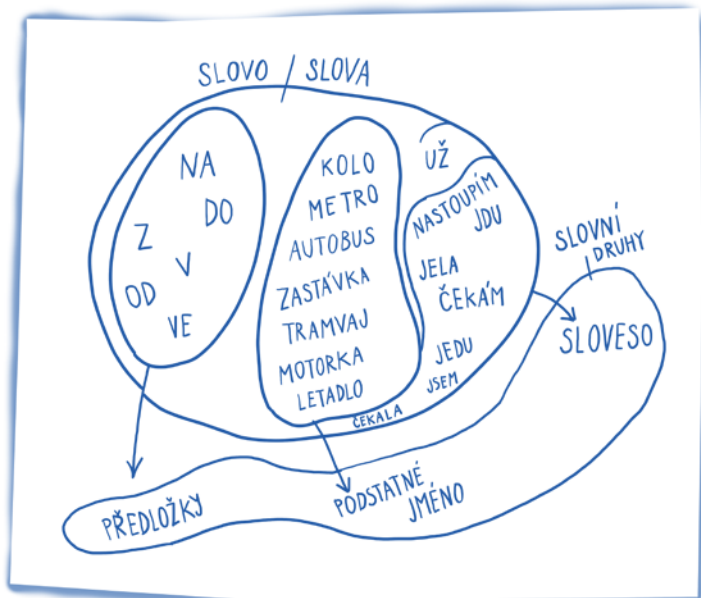 SLOVO / SLOVA
NA
DO
Z
V
OD
VE
KOLO
METRO
AUTOBUS
ZASTÁVKA
TRAMVAJ
MOTORKA
LETADLO
UŽ
NASTOUPÍM
JDU
JELA
ČEKÁM
JEDU
JSEM
ČEKALA
SLOVNÍ
DRUHY
SLOVESO
PŘEDLOŽKY
PODSTATNÉ
JMÉNO